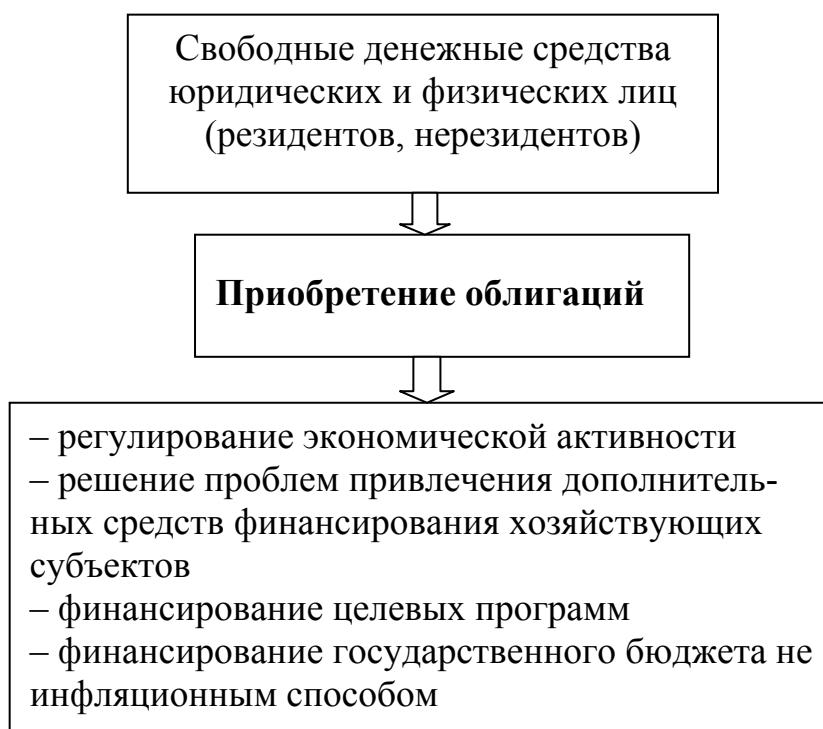 Свободные денежные средства
юридических и физических лиц
(резидентов, нерезидентов)
Приобретение облигаций
– регулирование экономической активности
– решение проблем привлечения дополнитель-
ных средств финансирования хозяйствующих
субъектов
– финансирование целевых программ
– финансирование государственного бюджета не
инфляционным способом